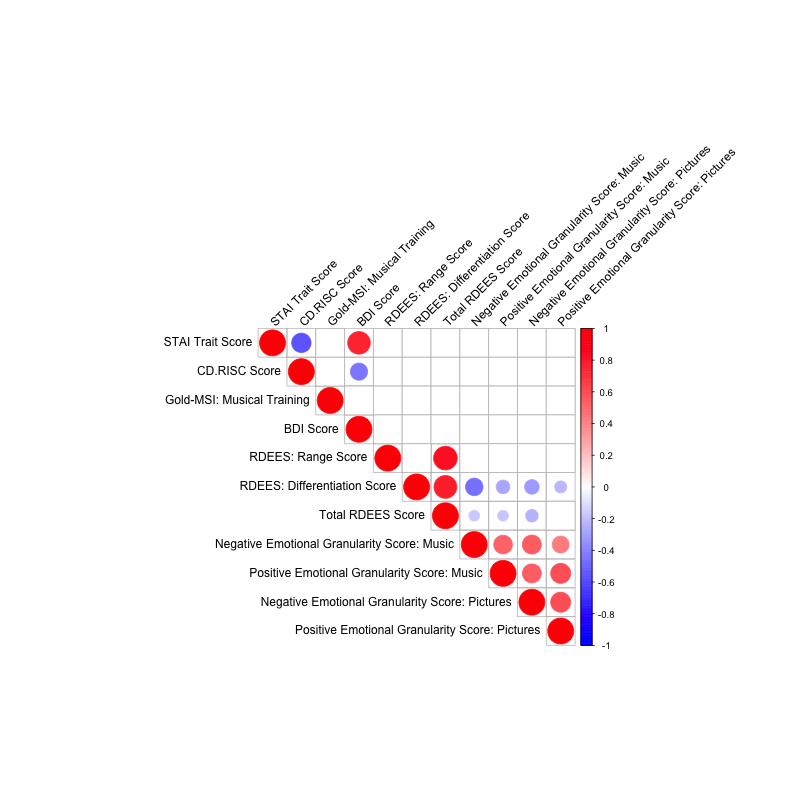 STAI Trait Score
CD.RISC Score
Gold-MSI: Musical Training
BDI Score
RDEES: Range Score
RDEES: Differentiation Score
Total RDEES Score
Negative Emotional Granularity Score: Music
Positive Emotional Granularity Score: Music
Negative Emotional Granularity Score: Pictures
Positive Emotional Granularity Score: Pictures
STAI Trait Score
CD.RISC Score
Gold-MSI: Musical Training
BDI Score
RDEES: Range Score
RDEES: Differentiation Score
Total RDEES Score
Negative Emotional Granularity Score: Music
Positive Emotional Granularity Score: Music
Negative Emotional Granularity Score: Pictures
Positive Emotional Granularity Score: Pictures
1
0.8
0.6
0.4
0.2
0
-0.2
-0.4
-0.6
-0.8
-1